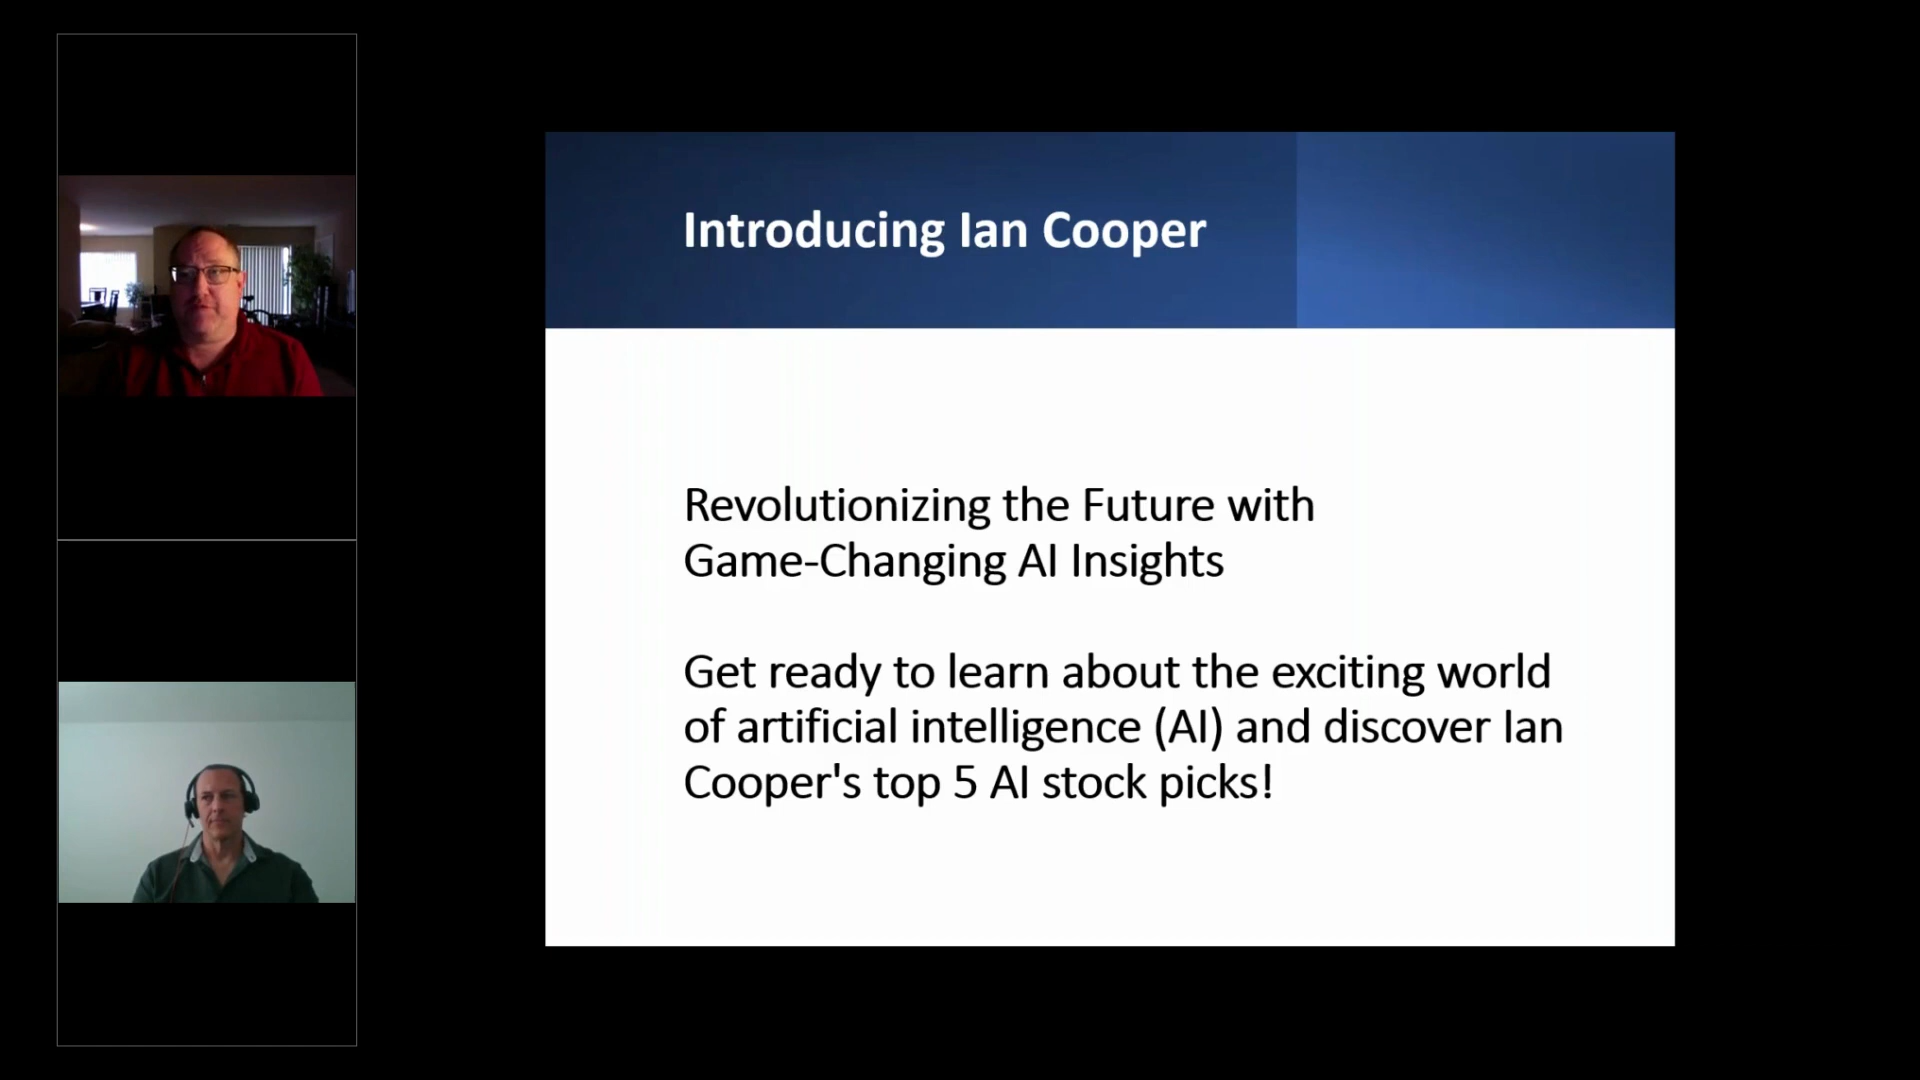 Introducing Ian Cooper
Revolutionizing the Future with
Game-Changing AI Insights
Get ready to learn about the exciting world
of artificial intelligence (AI) and discover Ian
Cooper's top 5 AI stock picks!